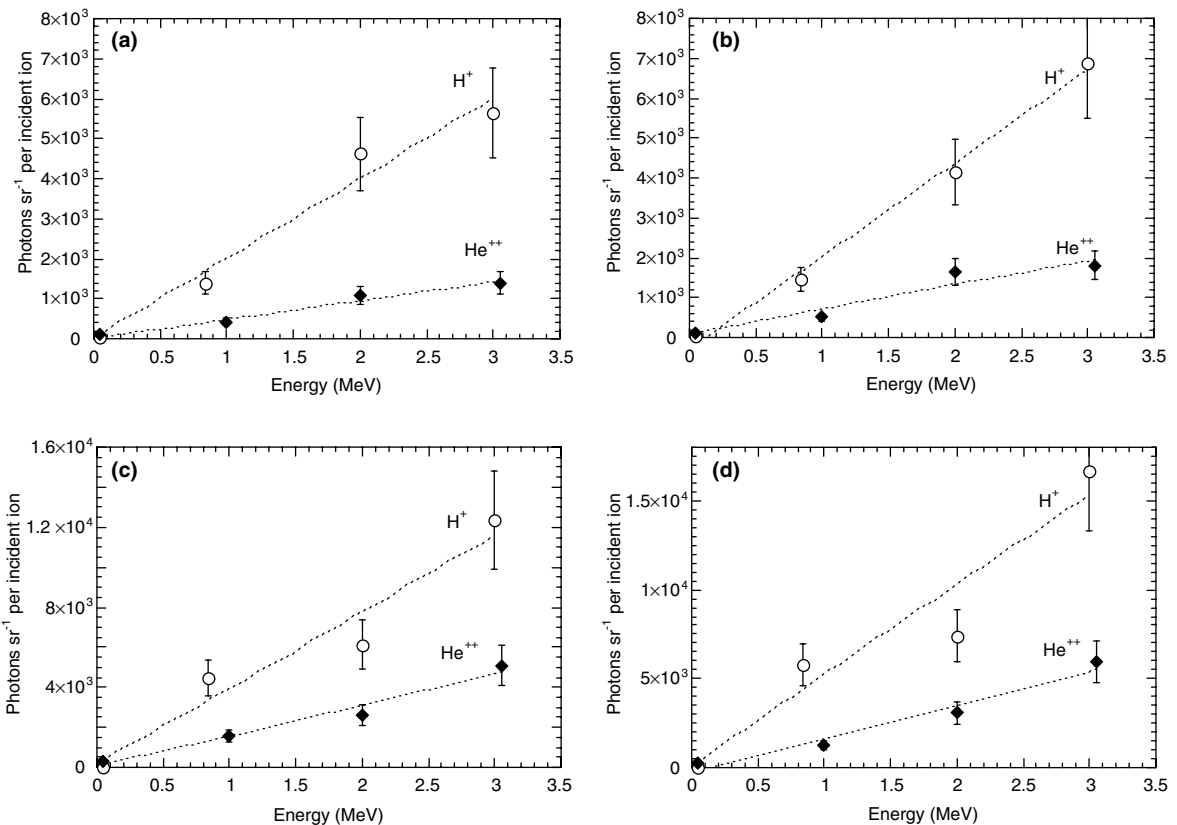 (a)
8×10³
7×10³
6×10³
5×10³
4×10³
3×10³
2×10³
1×10³
0
Photons sr⁻¹ per incident ion
H⁺
He⁺⁺
0 0.5 1 1.5 2 2.5 3 3.5
Energy (MeV)
(b)
8×10³
7×10³
6×10³
5×10³
4×10³
3×10³
2×10³
1×10³
0
Photons sr⁻¹ per incident ion
H⁺
He⁺⁺
0 0.5 1 1.5 2 2.5 3 3.5
Energy (MeV)
(c)
1.6×10⁴
1.2×10⁴
8×10³
4×10³
0
Photons sr⁻¹ per incident ion
H⁺
He⁺⁺
0 0.5 1 1.5 2 2.5 3 3.5
Energy (MeV)
(d)
1.5×10⁴
1×10⁴
5×10³
0
Photons sr⁻¹ per incident ion
H⁺
He⁺⁺
0 0.5 1 1.5 2 2.5 3 3.5
Energy (MeV)